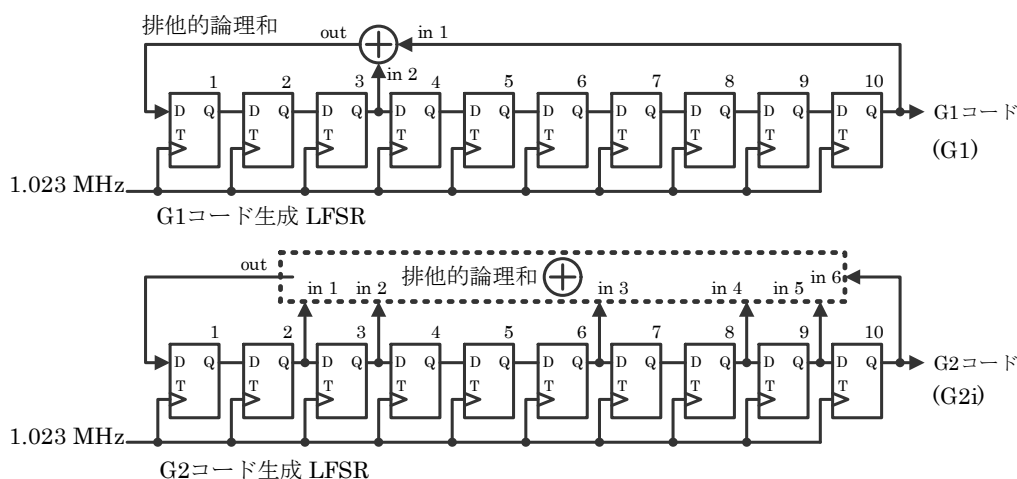 排他的論理和 out in 1
in 2
1 2 3 4 5 6 7 8 9 10
D Q D Q D Q D Q D Q D Q D Q D Q D Q D Q
T T T T T T T T T T
G1コード
(G1)
1.023 MHz
G1コード生成 LFSR
out 排他的論理和 in 6
in 1 in 2 in 3 in 4 in 5
1 2 3 4 5 6 7 8 9 10
D Q D Q D Q D Q D Q D Q D Q D Q D Q D Q
T T T T T T T T T T
G2コード
(G2i)
1.023 MHz
G2コード生成 LFSR